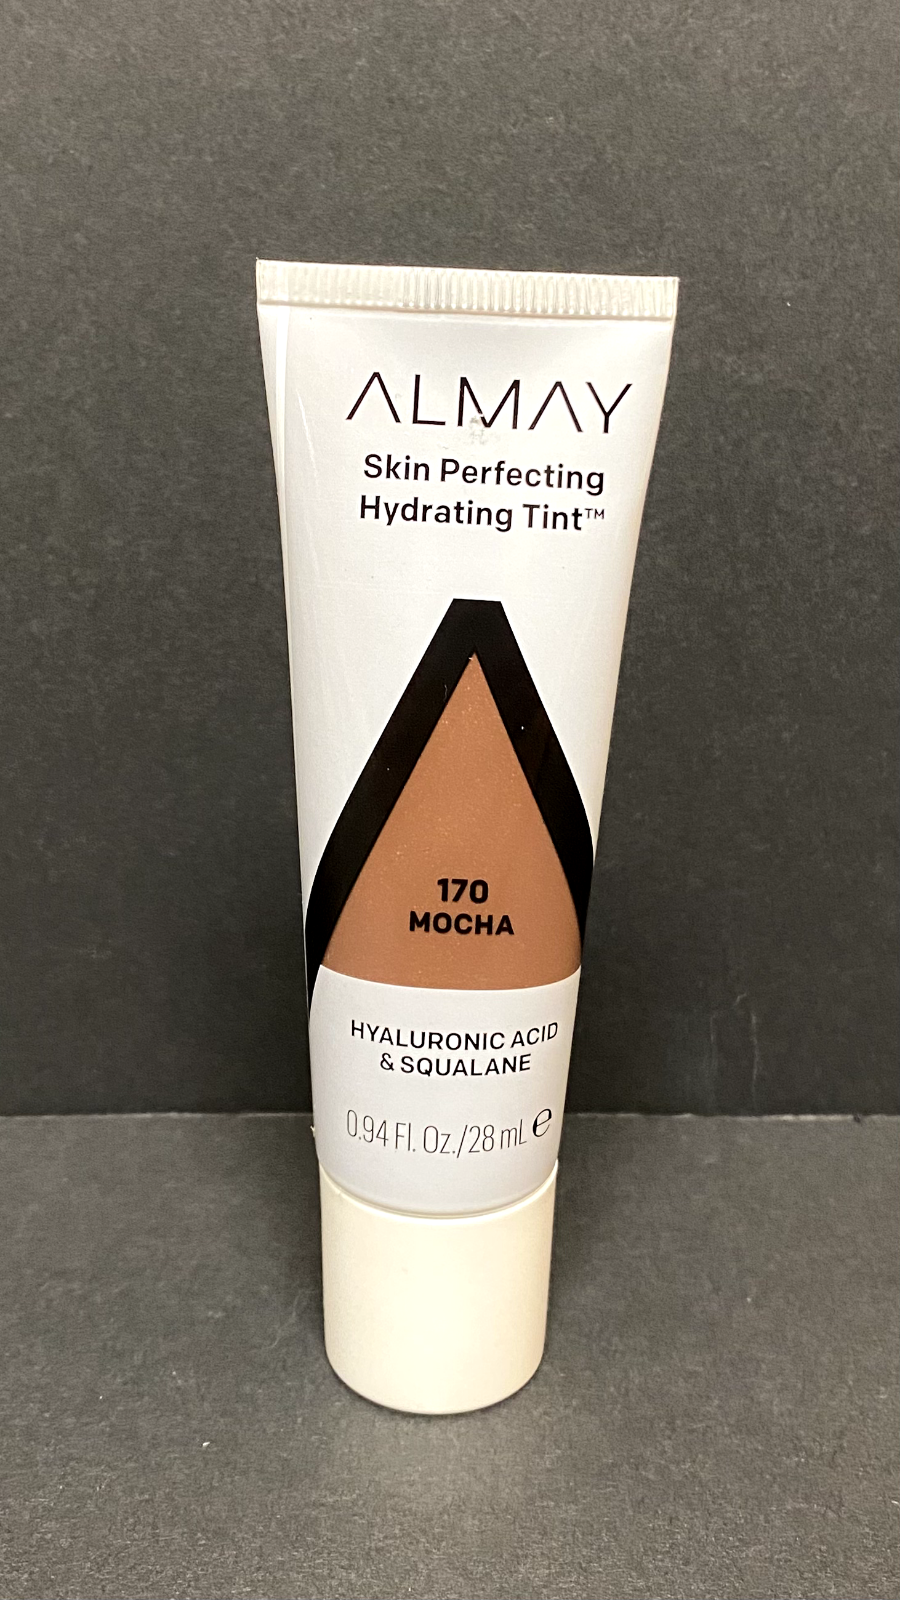 ALMAY
Skin Perfecting
Hydrating Tint™
170
MOCHA
HYALURONIC ACID
& SQUALANE
0.94 Fl. Oz./28 mL ℮